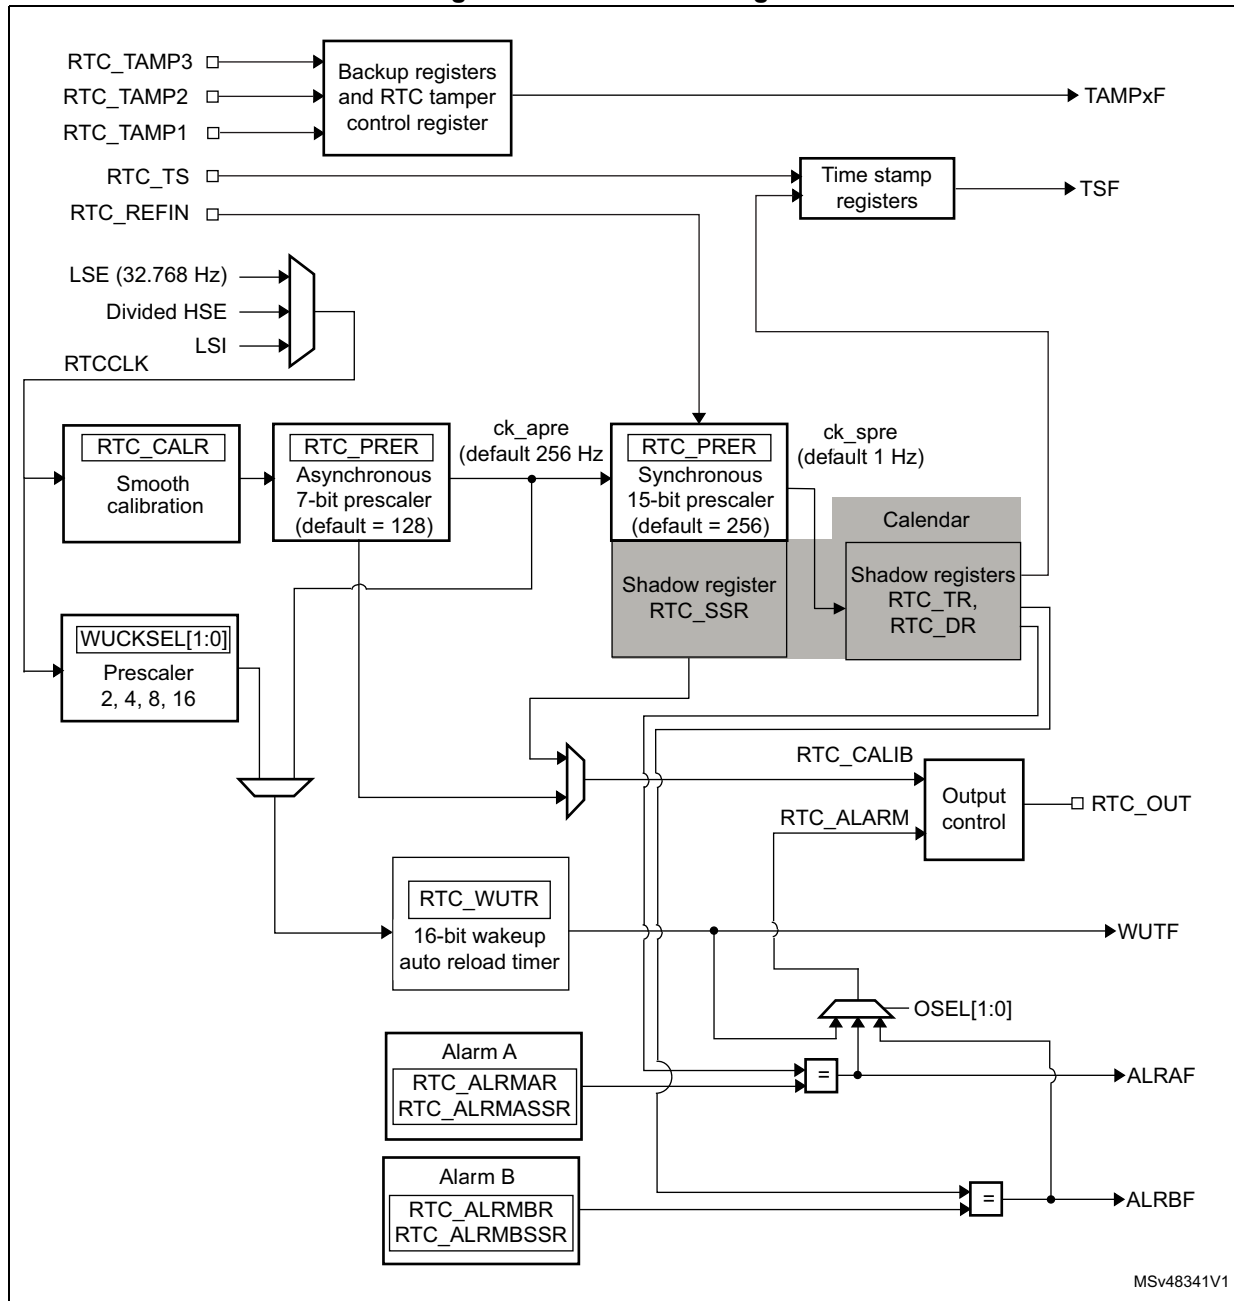 RTC_TAMP3
RTC_TAMP2
RTC_TAMP1
Backup registers
and RTC tamper
control register
TAMPxF
RTC_TS
RTC_REFIN
Time stamp
registers
TSF
LSE (32.768 Hz)
Divided HSE
LSI
RTCCLK
RTC_CALR
Smooth
calibration
RTC_PRER
Asynchronous
7-bit prescaler
(default = 128)
ck_apre
(default 256 Hz
RTC_PRER
Synchronous
15-bit prescaler
(default = 256)
ck_spre
(default 1 Hz)
Calendar
Shadow register
RTC_SSR
Shadow registers
RTC_TR,
RTC_DR
WUCKSEL[1:0]
Prescaler
2, 4, 8, 16
RTC_CALIB
RTC_ALARM
Output
control
RTC_OUT
RTC_WUTR
16-bit wakeup
auto reload timer
WUTF
OSEL[1:0]
Alarm A
RTC_ALRMAR
RTC_ALRMASSR
=
ALRAF
Alarm B
RTC_ALRMBR
RTC_ALRMBSSR
=
ALRBF
MSv48341V1